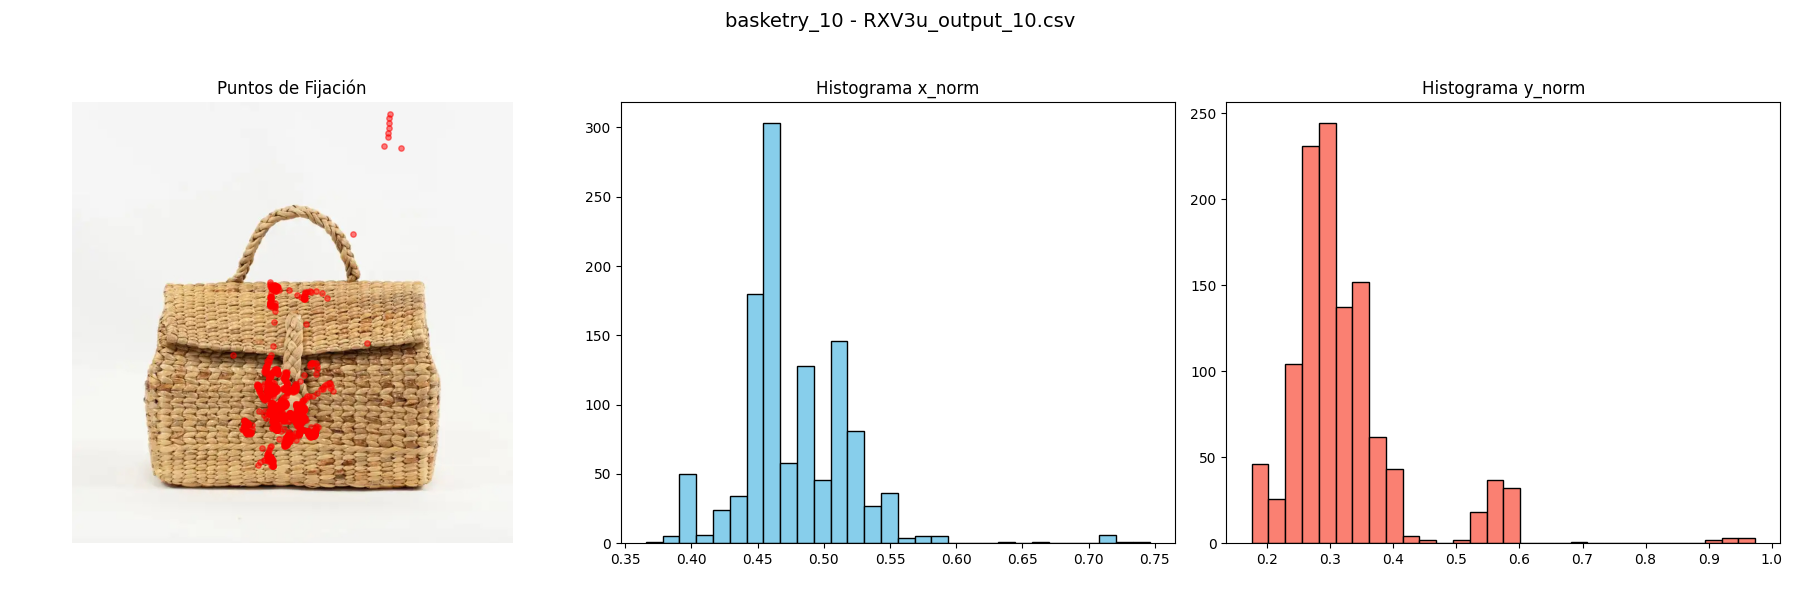 basketry_10 - RXV3u_output_10.csv
Puntos de Fijación
Histograma x_norm
Histograma y_norm
300
250
200
150
100
50
0
0.35 0.40 0.45 0.50 0.55 0.60 0.65 0.70 0.75
250
200
150
100
50
0
0.2 0.3 0.4 0.5 0.6 0.7 0.8 0.9 1.0